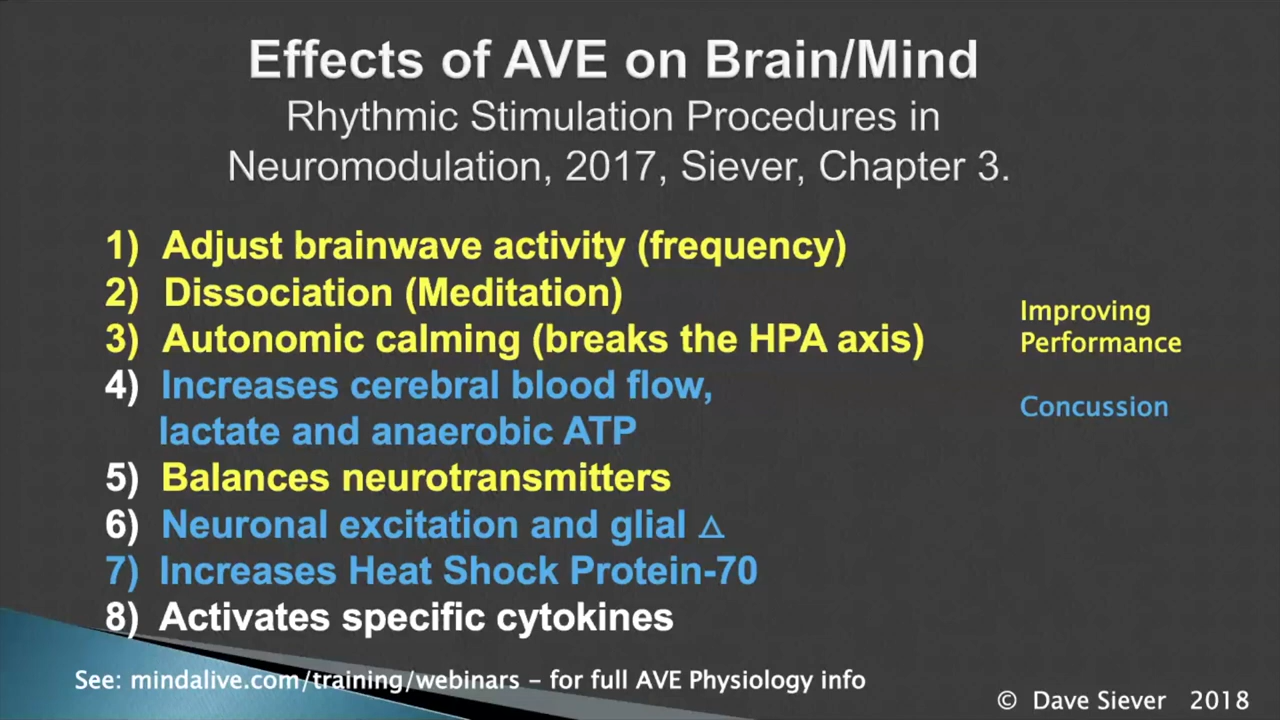 Effects of AVE on Brain/Mind
Rhythmic Stimulation Procedures in
Neuromodulation, 2017, Siever, Chapter 3.
1) Adjust brainwave activity (frequency)
2) Dissociation (Meditation)
3) Autonomic calming (breaks the HPA axis)
4) Increases cerebral blood flow,
lactate and anaerobic ATP
5) Balances neurotransmitters
6) Neuronal excitation and glial △
7) Increases Heat Shock Protein-70
8) Activates specific cytokines
Improving
Performance
Concussion
See: mindalive.com/training/webinars – for full AVE Physiology info
© Dave Siever 2018